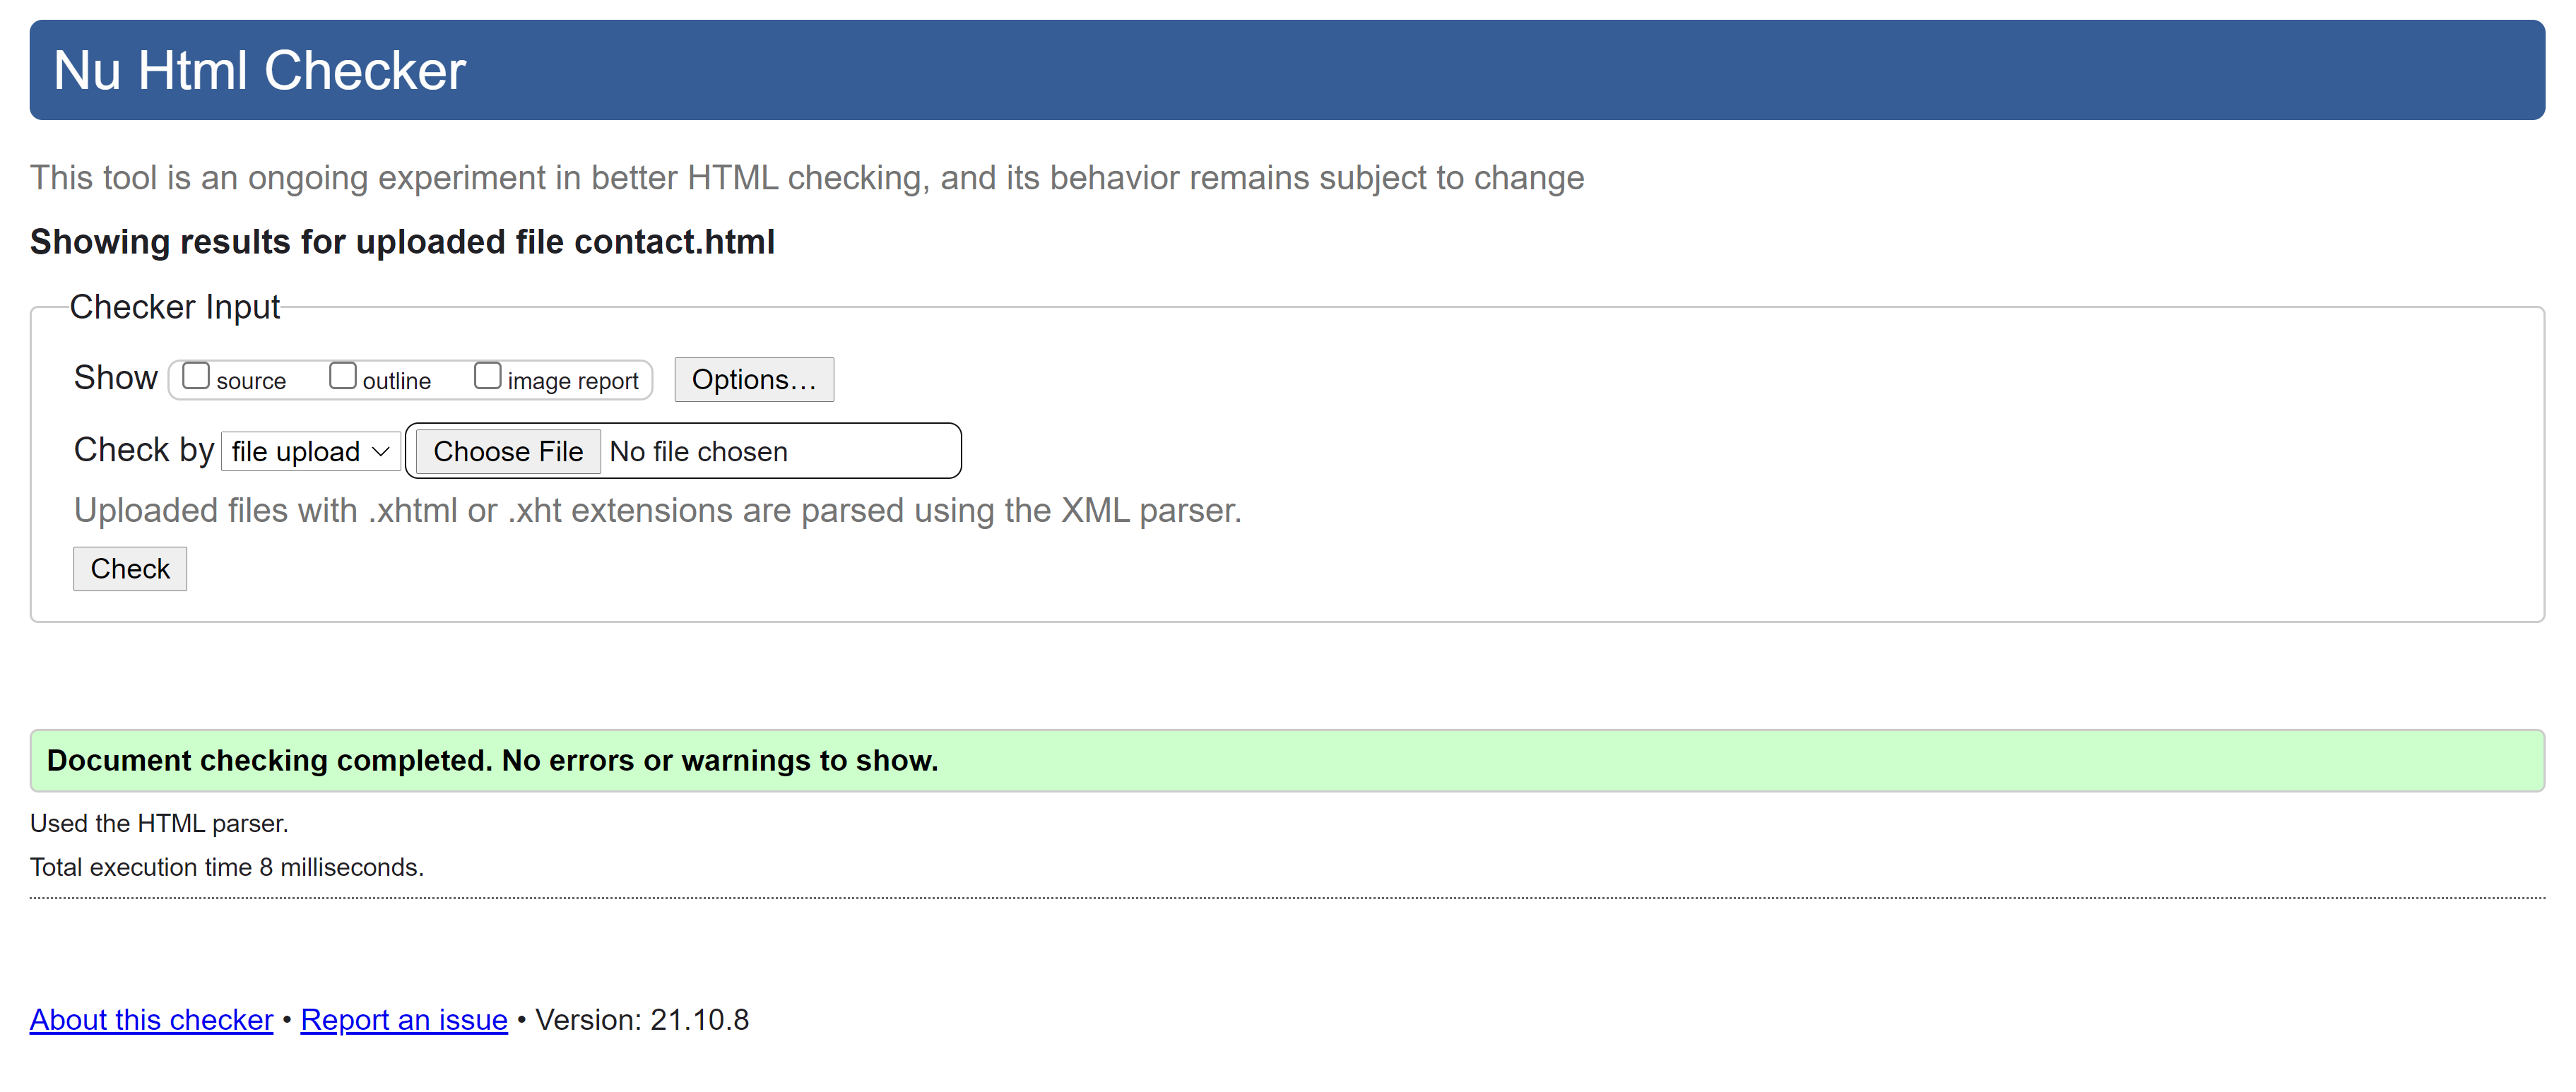 Nu Html Checker
This tool is an ongoing experiment in better HTML checking, and its behavior remains subject to change
Showing results for uploaded file contact.html
Checker Input
Show source outline image report Options…
Check by file upload Choose File No file chosen
Uploaded files with .xhtml or .xht extensions are parsed using the XML parser.
Check
Document checking completed. No errors or warnings to show.
Used the HTML parser.
Total execution time 8 milliseconds.
About this checker • Report an issue • Version: 21.10.8